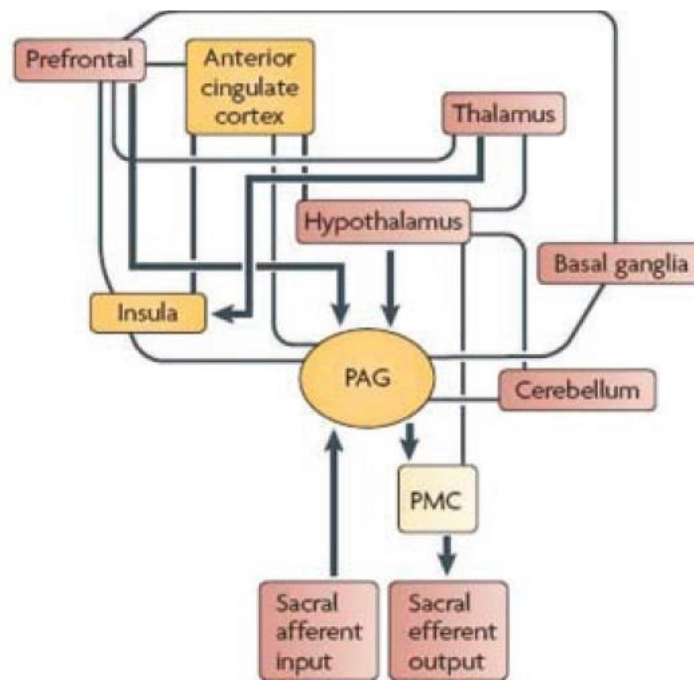 Prefrontal
Anterior
cingulate
cortex
Thalamus
Hypothalamus
Basal ganglia
Insula
PAG
Cerebellum
PMC
Sacral
afferent
input
Sacral
efferent
output